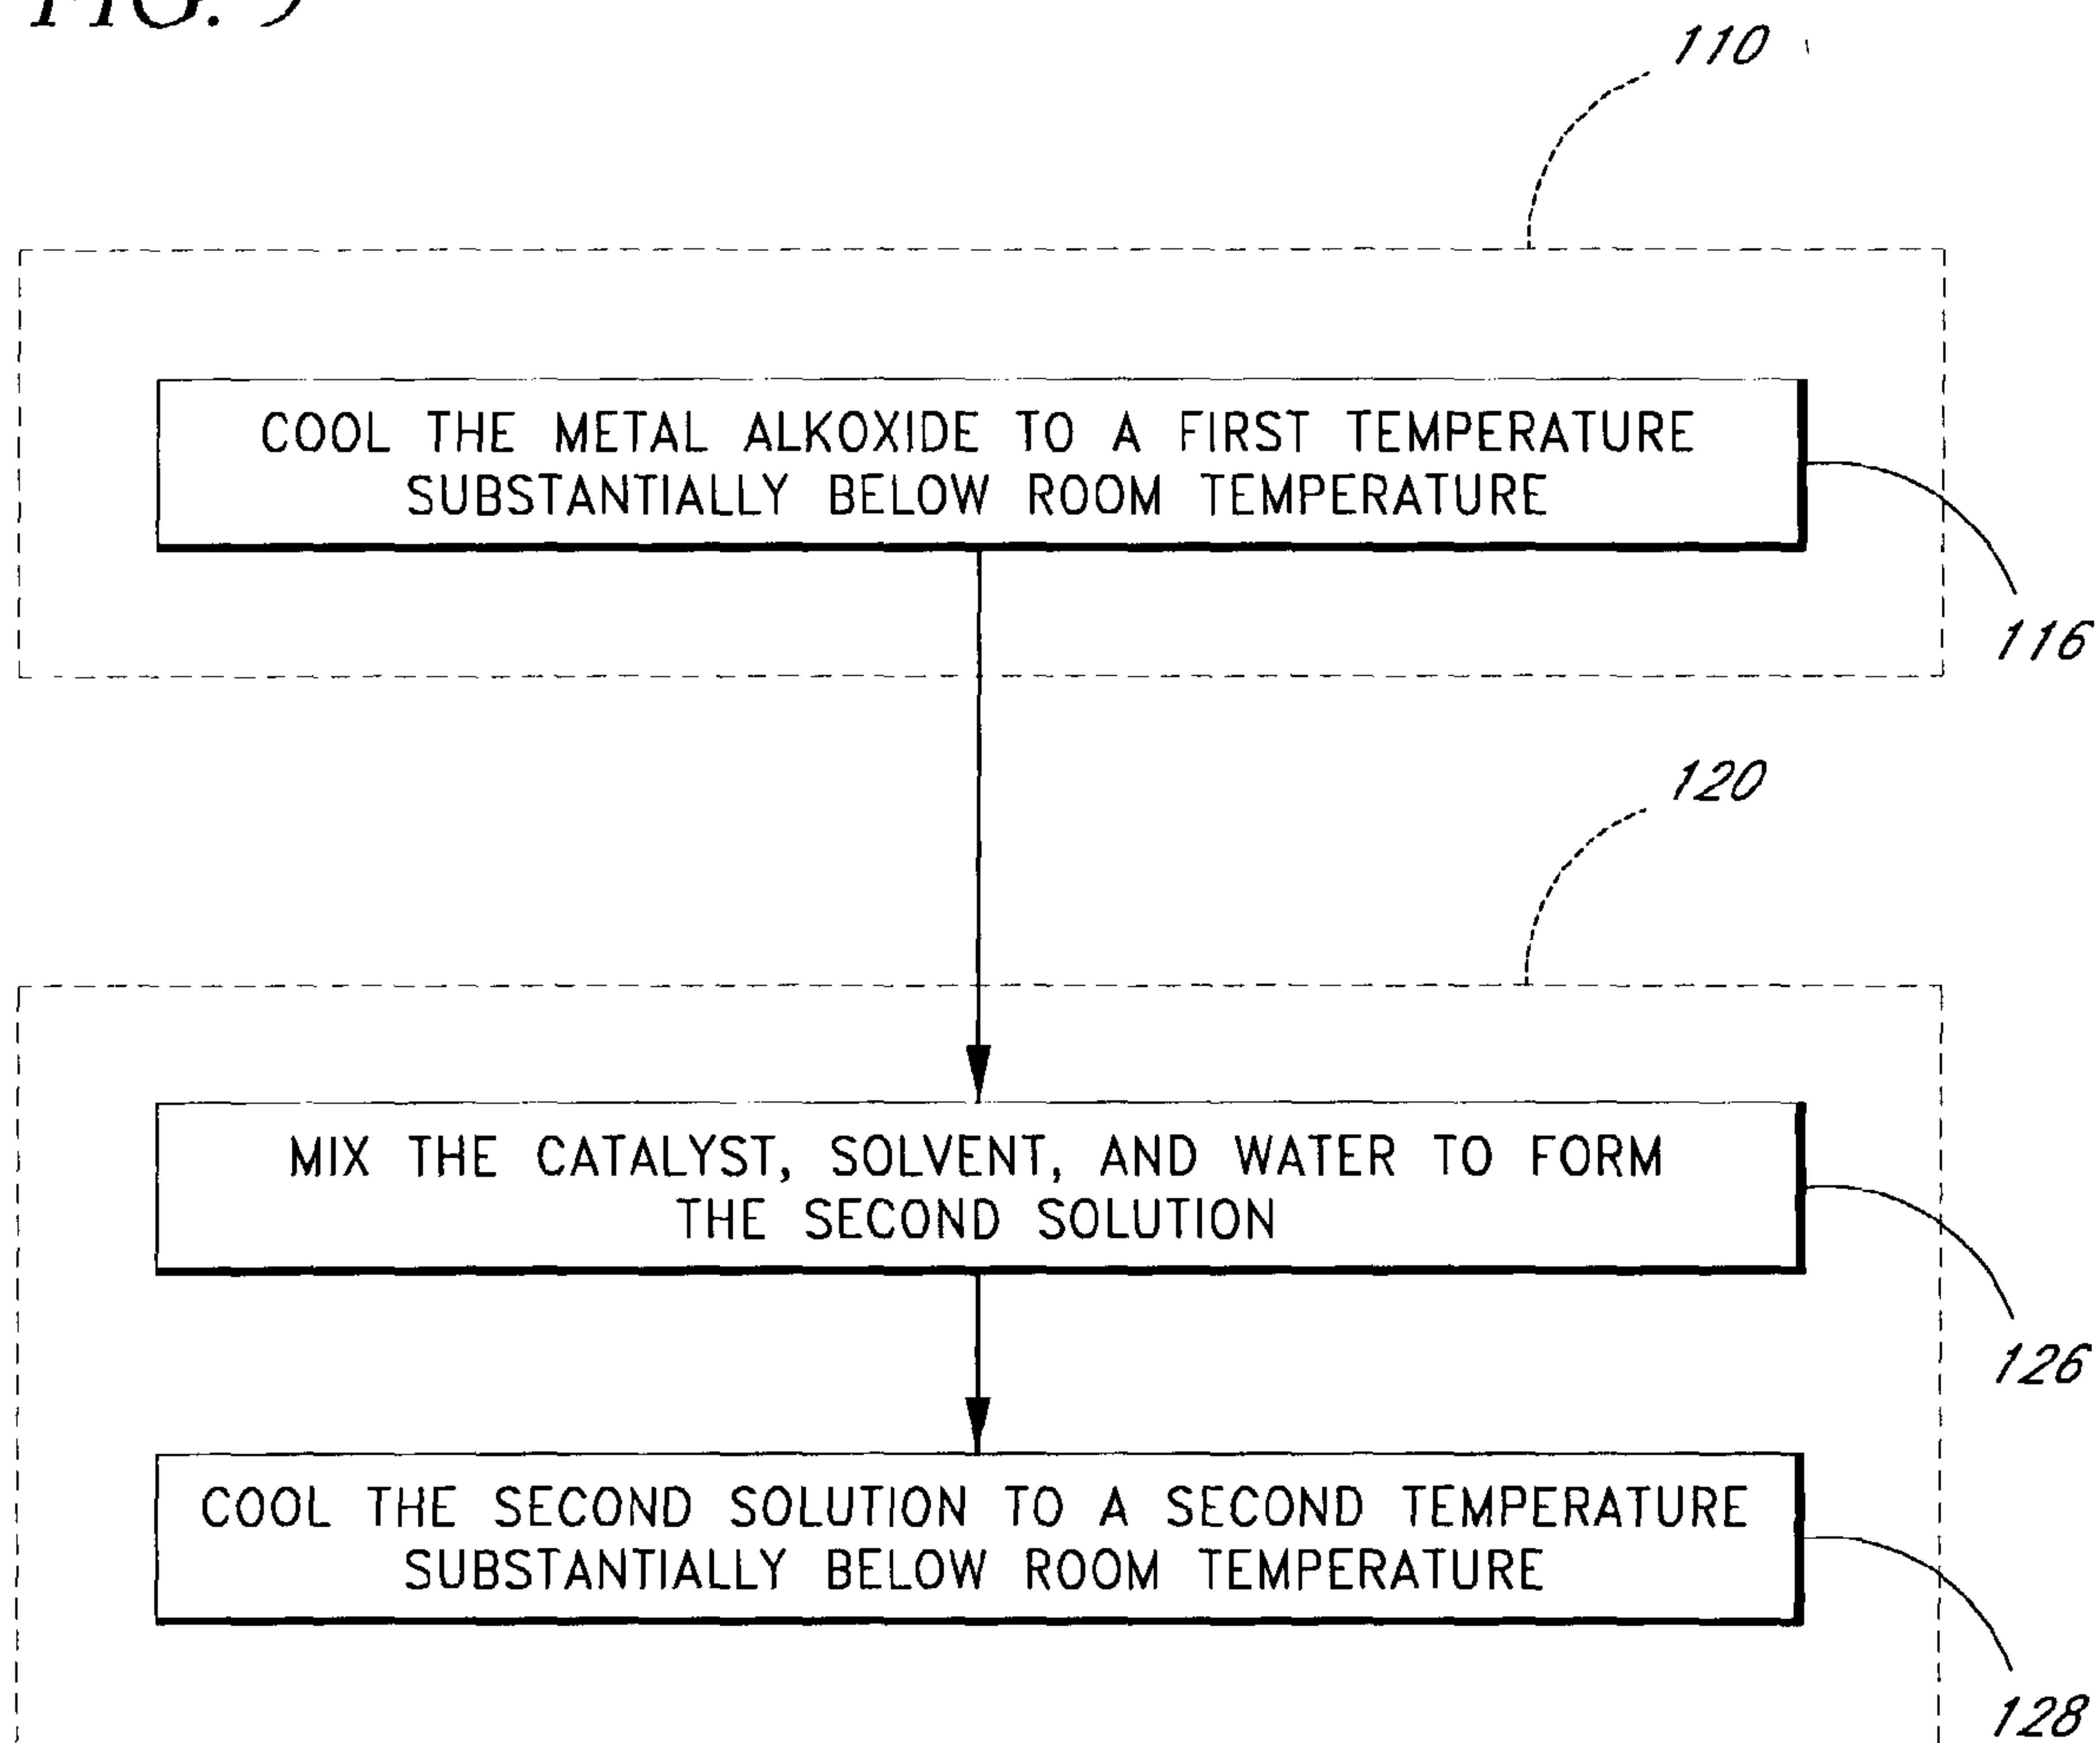 FIG.
110
COOL THE METAL ALKOXIDE TO A FIRST TEMPERATURE
SUBSTANTIALLY BELOW ROOM TEMPERATURE
116
120
MIX THE CATALYST, SOLVENT, AND WATER TO FORM
THE SECOND SOLUTION
126
COOL THE SECOND SOLUTION TO A SECOND TEMPERATURE
SUBSTANTIALLY BELOW ROOM TEMPERATURE
128